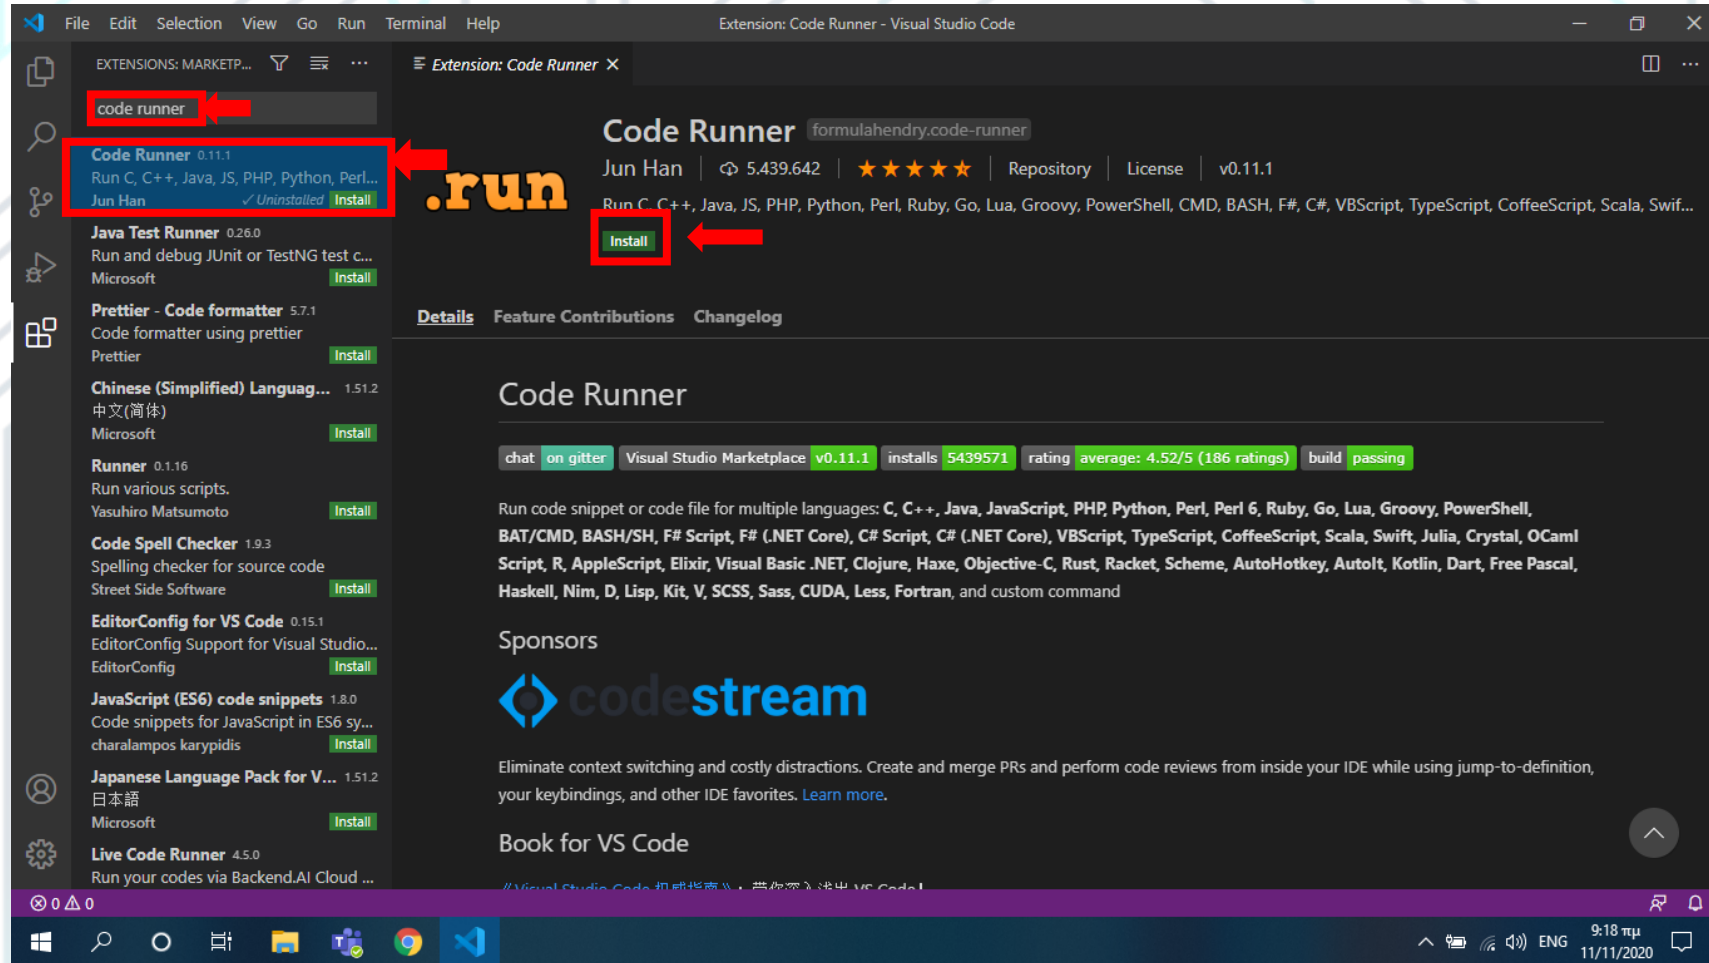 File Edit Selection View Go Run Terminal Help
Extension: Code Runner - Visual Studio Code
EXTENSIONS: MARKETP...
code runner
Code Runner 0.11.1
Run C, C++, Java, JS, PHP, Python, Perl...
Jun Han ✓ Uninstalled Install
Java Test Runner 0.26.0
Run and debug JUnit or TestNG test c...
Microsoft Install
Prettier - Code formatter 5.7.1
Code formatter using prettier
Prettier Install
Chinese (Simplified) Languag... 1.51.2
中文(简体)
Microsoft Install
Runner 0.1.16
Run various scripts.
Yasuhiro Matsumoto Install
Code Spell Checker 1.9.3
Spelling checker for source code
Street Side Software Install
EditorConfig for VS Code 0.15.1
EditorConfig Support for Visual Studio...
EditorConfig Install
JavaScript (ES6) code snippets 1.8.0
Code snippets for JavaScript in ES6 sy...
charalampos karypidis Install
Japanese Language Pack for V... 1.51.2
日本語
Microsoft Install
Live Code Runner 4.5.0
Run your codes via Backend.AI Cloud ...
Extension: Code Runner
.run
Code Runner formulahendry.code-runner
Jun Han 5.439.642 Repository License v0.11.1
Run C, C++, Java, JS, PHP, Python, Perl, Ruby, Go, Lua, Groovy, PowerShell, CMD, BASH, F#, C#, VBScript, TypeScript, CoffeeScript, Scala, Swif...
Install
Details Feature Contributions Changelog
Code Runner
chat on gitter Visual Studio Marketplace v0.11.1 installs 5439571 rating average: 4.52/5 (186 ratings) build passing
Run code snippet or code file for multiple languages: C, C++, Java, JavaScript, PHP, Python, Perl, Perl 6, Ruby, Go, Lua, Groovy, PowerShell,
BAT/CMD, BASH/SH, F# Script, F# (.NET Core), C# Script, C# (.NET Core), VBScript, TypeScript, CoffeeScript, Scala, Swift, Julia, Crystal, OCaml
Script, R, AppleScript, Elixir, Visual Basic .NET, Clojure, Haxe, Objective-C, Rust, Racket, Scheme, AutoHotkey, AutoIt, Kotlin, Dart, Free Pascal,
Haskell, Nim, D, Lisp, Kit, V, SCSS, Sass, CUDA, Less, Fortran, and custom command
Sponsors
codestream
Eliminate context switching and costly distractions. Create and merge PRs and perform code reviews from inside your IDE while using jump-to-definition,
your keybindings, and other IDE favorites. Learn more.
Book for VS Code
《Visual Studio Code 权威指南》：带你深入浅出 VS Code！
0 0
ENG
9:18 πμ
11/11/2020